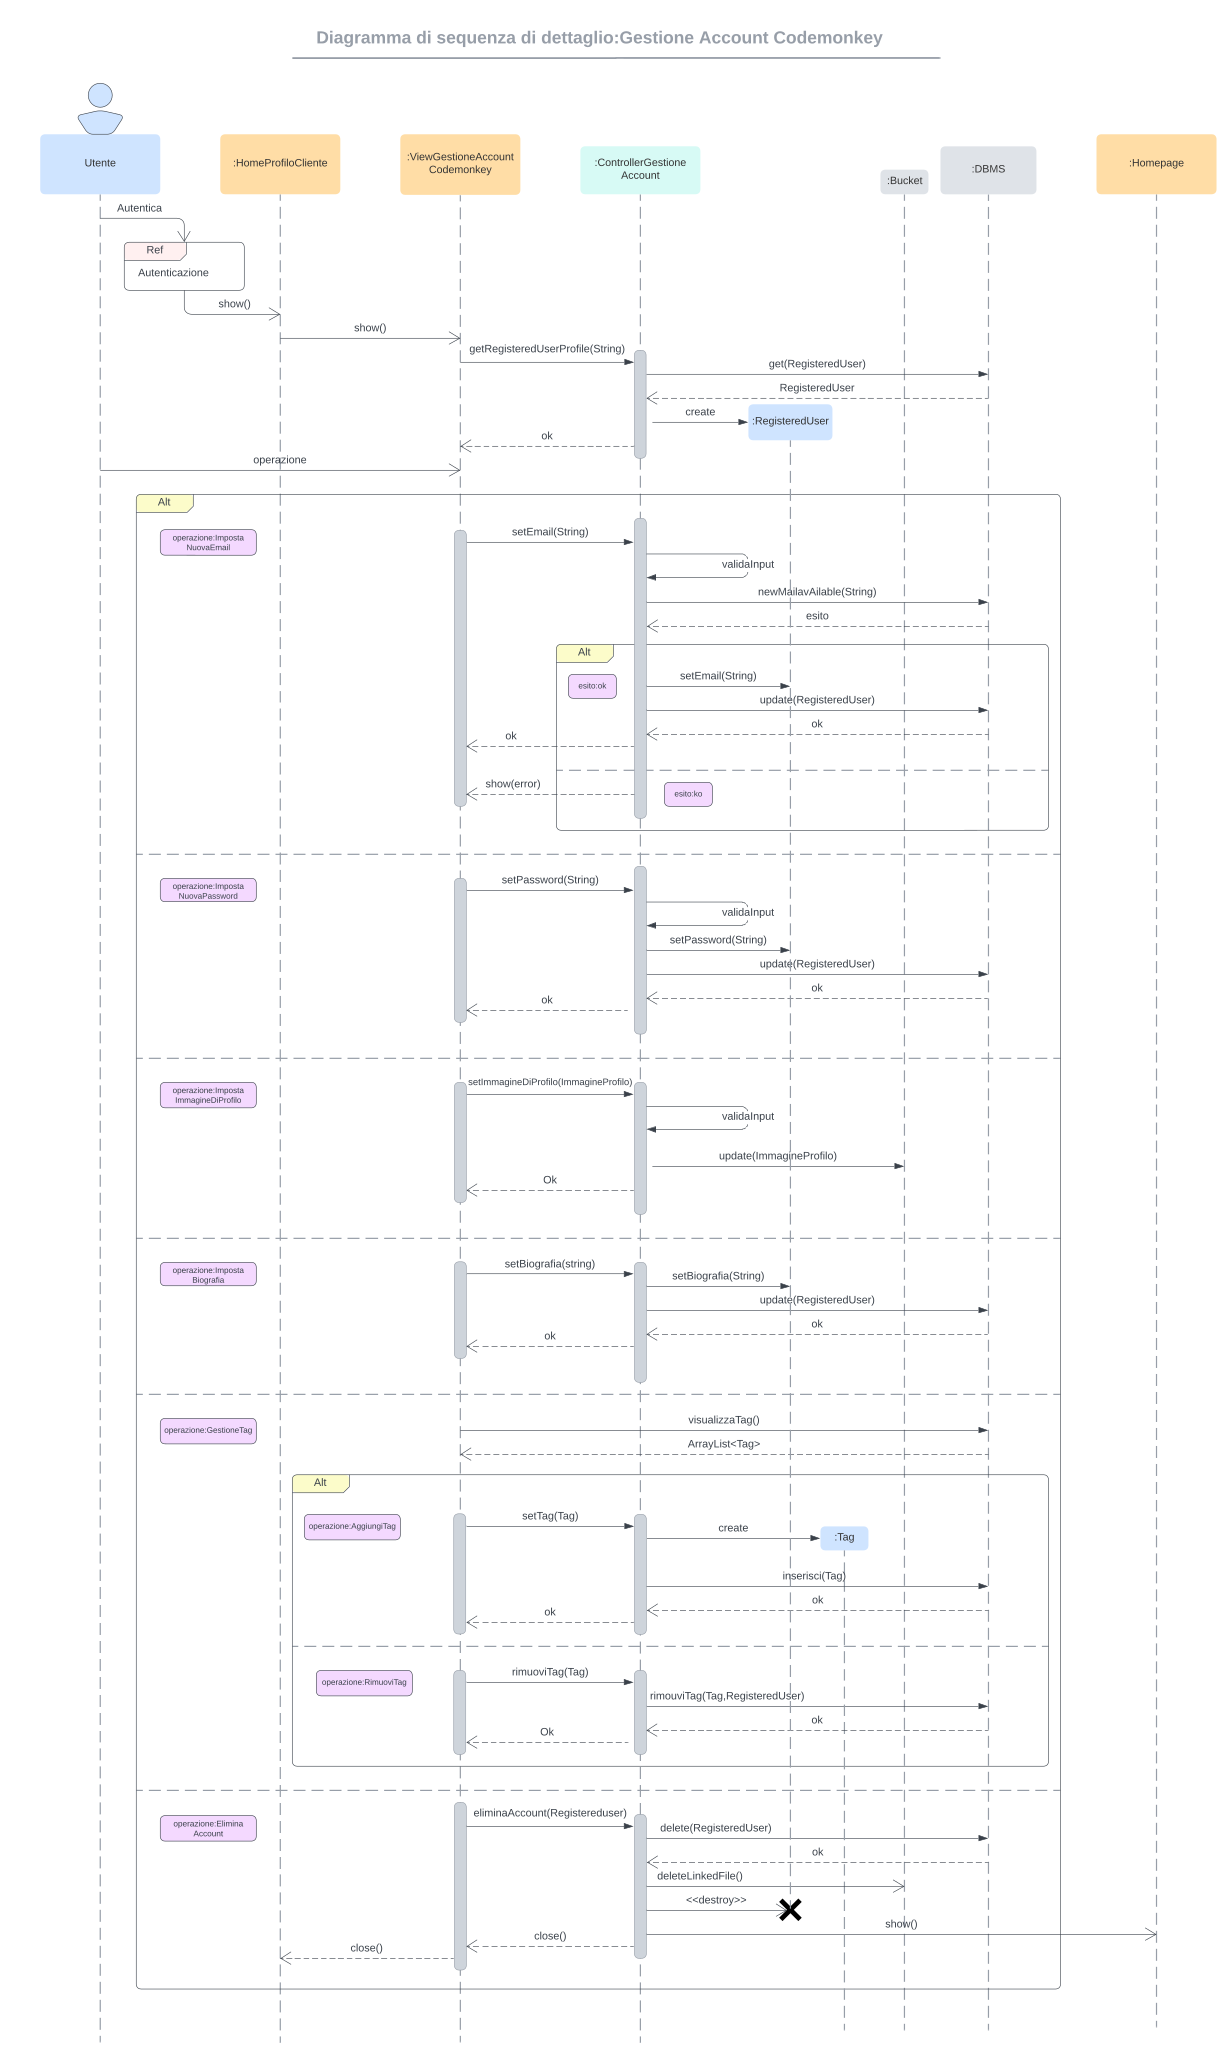 Diagramma di sequenza di dettaglio:Gestione Account Codemonkey
Utente
:HomeProfiloCliente
:ViewGestioneAccount
Codemonkey
:ControllerGestione
Account
:Bucket
:DBMS
:Homepage
Autentica
Ref
Autenticazione
show()
show()
getRegisteredUserProfile(String)
get(RegisteredUser)
RegisteredUser
create
:RegisteredUser
ok
operazione
Alt
operazione:Imposta
NuovaEmail
setEmail(String)
validaInput
newMailavAilable(String)
esito
Alt
esito:ok
setEmail(String)
update(RegisteredUser)
ok
ok
show(error)
esito:ko
operazione:Imposta
NuovaPassword
setPassword(String)
validaInput
setPassword(String)
update(RegisteredUser)
ok
ok
operazione:Imposta
ImmagineDiProfilo
setImmagineDiProfilo(ImmagineProfilo)
validaInput
update(ImmagineProfilo)
Ok
operazione:Imposta
Biografia
setBiografia(string)
setBiografia(String)
update(RegisteredUser)
ok
ok
operazione:GestioneTag
visualizzaTag()
ArrayList<Tag>
Alt
operazione:AggiungiTag
setTag(Tag)
create
:Tag
inserisci(Tag)
ok
ok
operazione:RimuoviTag
rimuoviTag(Tag)
rimouviTag(Tag,RegisteredUser)
ok
Ok
operazione:Elimina
Account
eliminaAccount(Registereduser)
delete(RegisteredUser)
ok
deleteLinkedFile()
<<destroy>>
show()
close()
close()